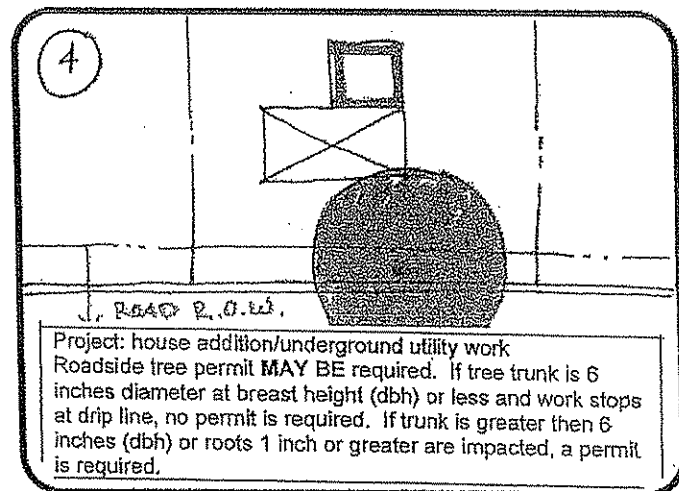 4
ROAD R.O.W.
Project: house addition/underground utility work
Roadside tree permit MAY BE required. If tree trunk is 6
inches diameter at breast height (dbh) or less and work stops
at drip line, no permit is required. If trunk is greater then 6
inches (dbh) or roots 1 inch or greater are impacted, a permit
is required.